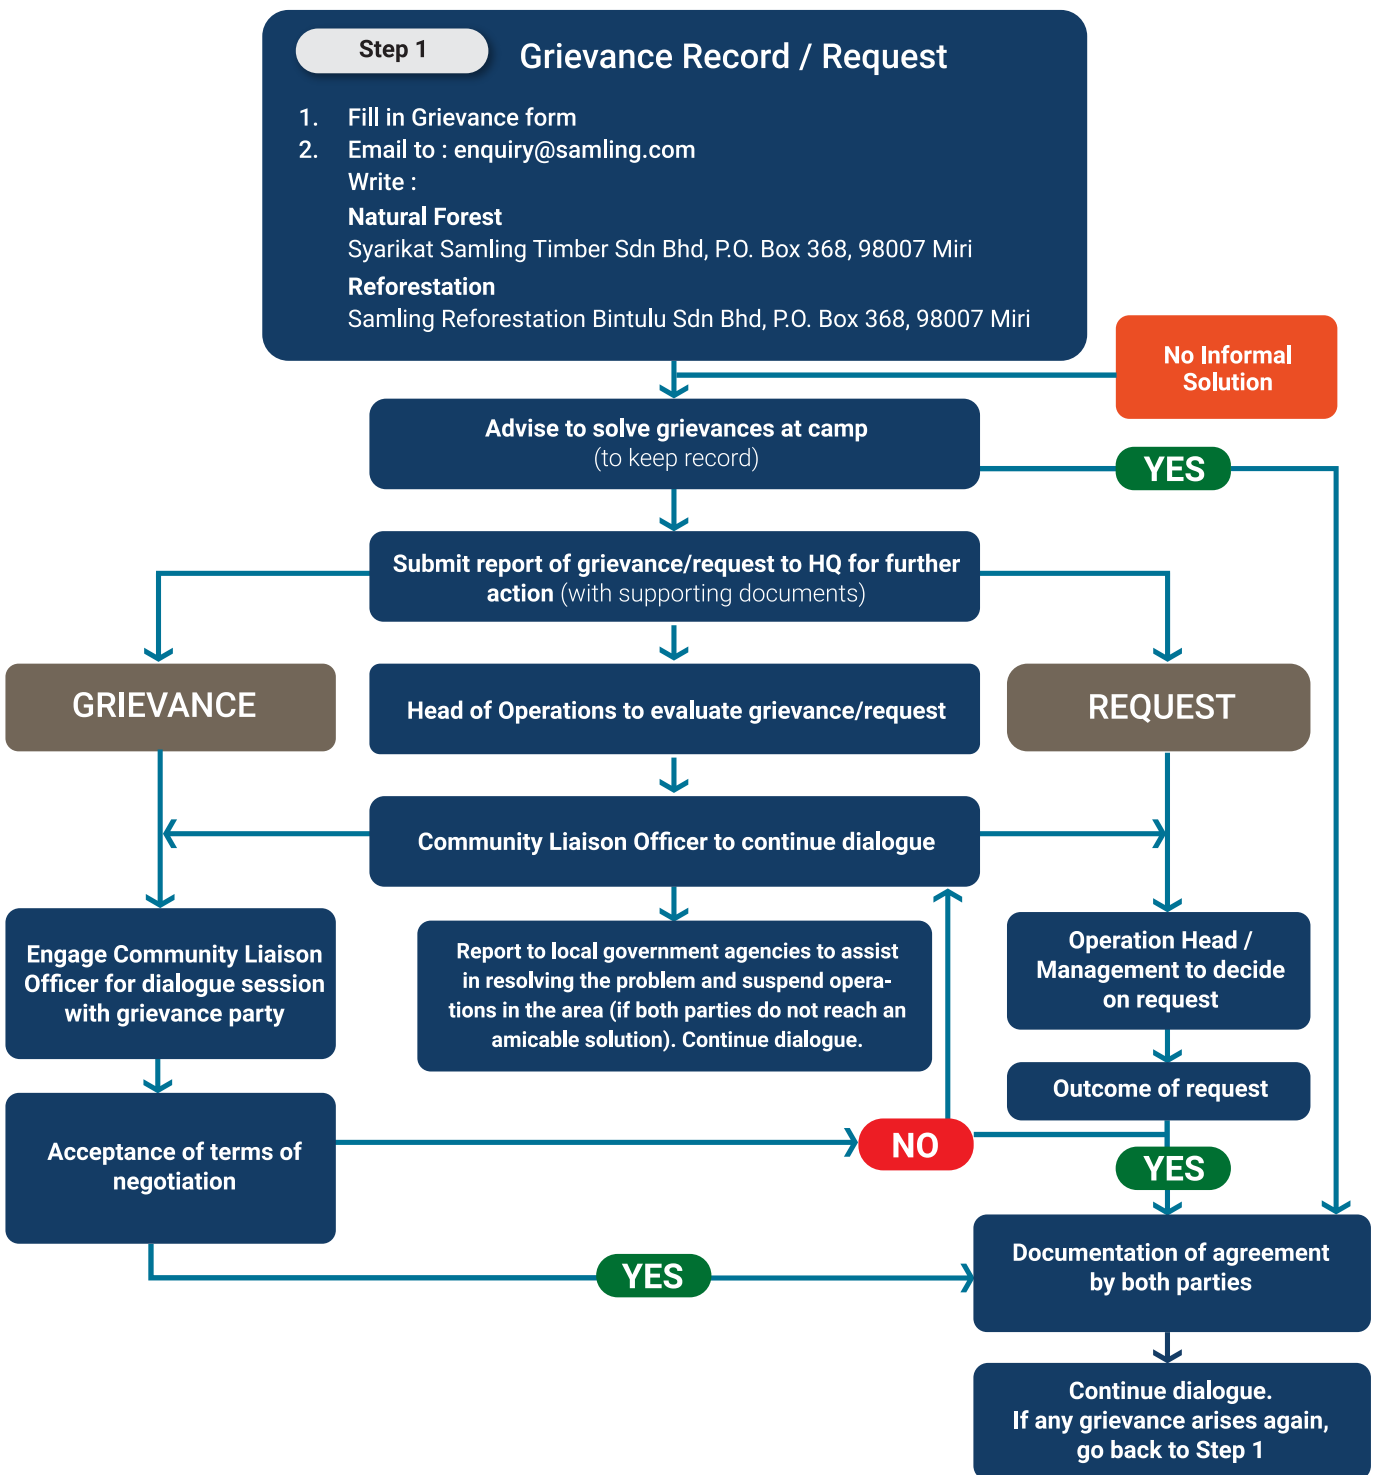 Step 1
Grievance Record / Request
1. Fill in Grievance form
2. Email to : enquiry@samling.com
Write :
Natural Forest
Syarikat Samling Timber Sdn Bhd, P.O. Box 368, 98007 Miri
Reforestation
Samling Reforestation Bintulu Sdn Bhd, P.O. Box 368, 98007 Miri
No Informal
Solution
Advise to solve grievances at camp
(to keep record)
YES
Submit report of grievance/request to HQ for further
action (with supporting documents)
GRIEVANCE
Head of Operations to evaluate grievance/request
REQUEST
Community Liaison Officer to continue dialogue
Engage Community Liaison
Officer for dialogue session
with grievance party
Report to local government agencies to assist
in resolving the problem and suspend opera-
tions in the area (if both parties do not reach an
amicable solution). Continue dialogue.
Operation Head /
Management to decide
on request
Outcome of request
Acceptance of terms of
negotiation
NO
YES
YES
Documentation of agreement
by both parties
Continue dialogue.
If any grievance arises again,
go back to Step 1